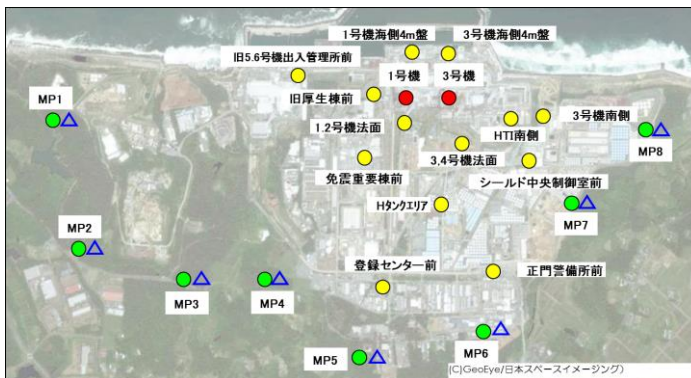 1号機海側4m盤
3号機海側4m盤
旧5.6号機出入管理所前
1号機
3号機
MP1
旧厚生棟前
3号機南側
MP8
1.2号機法面
HTI南側
3.4号機法面
免震重要棟前
シールド中央制御室前
Hタンクエリア
MP7
MP2
登録センター前
正門警備所前
MP3
MP4
MP5
MP6
(C)GeoEye/日本スペースイメージング）